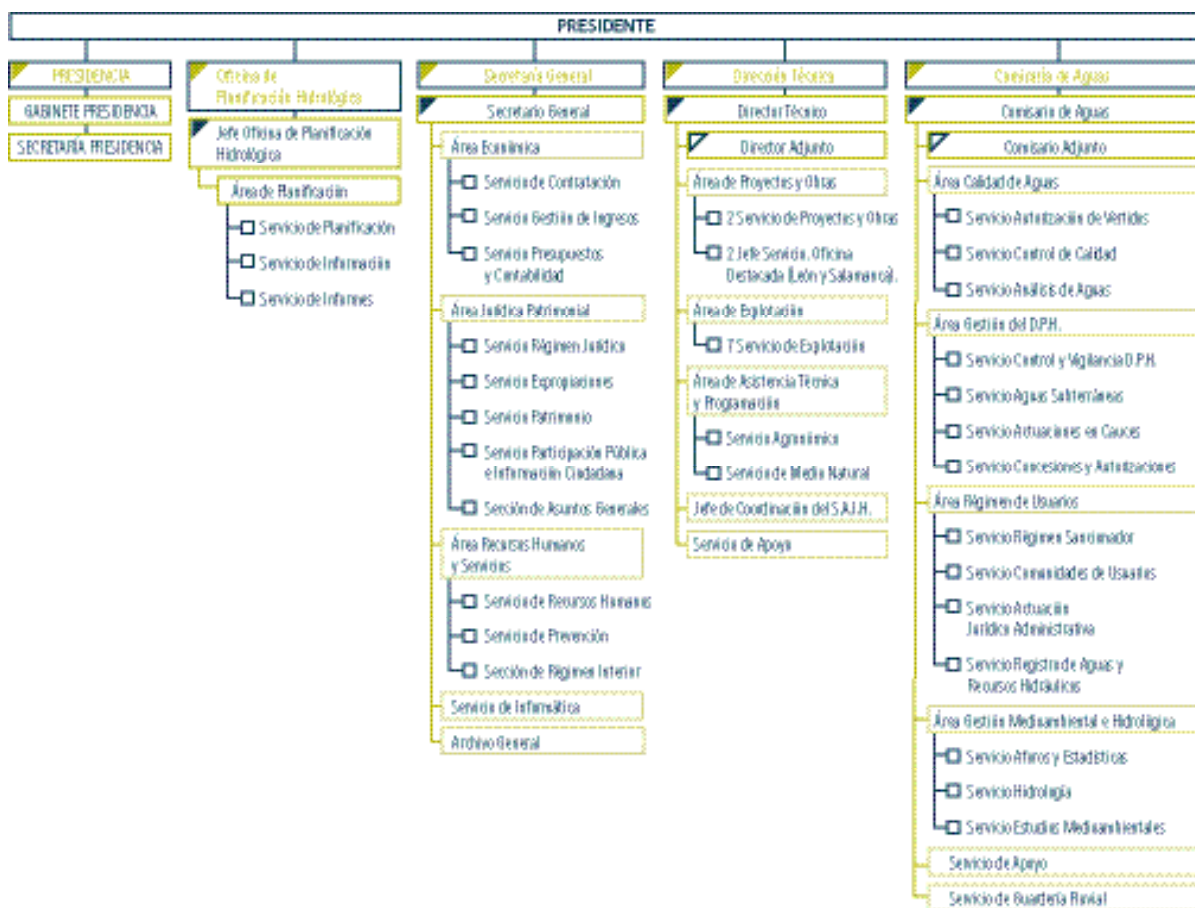 PRESIDENTE
PRESIDENCIA
GABINETE PRESIDENCIA
SECRETARÍA PRESIDENCIA
Oficina de
Planificación Hidrológica
Jefe Oficina de Planificación
Hidrológica
Área de Planificación
Servicio de Planificación
Servicio de Información
Servicio de Informes
Secretaría General
Secretario General
Área Económica
Servicio de Contratación
Servicio Gestión de Ingresos
Servicio Presupuestos
y Contabilidad
Área Jurídica Patrimonial
Servicio Régimen Jurídico
Servicio Expropiaciones
Servicio Patrimonio
Servicio Participación Pública
e Información Ciudadana
Sección de Asuntos Generales
Área Recursos Humanos
y Servicios
Servicio de Recursos Humanos
Servicio de Prevención
Sección de Régimen Interior
Servicio de Informática
Archivo General
Dirección Técnica
Director Técnico
Director Adjunto
Área de Proyectos y Obras
2 Servicio de Proyectos y Obras
2 Jefe Servicio. Oficina
Destacada (León y Salamanca).
Área de Explotación
7 Servicio de Explotación
Área de Asistencia Técnica
y Programación
Servicio Agronómico
Servicio de Medio Natural
Jefe de Coordinación del S.A.I.H.
Servicio de Apoyo
Comisaría de Aguas
Comisario de Aguas
Comisario Adjunto
Área Calidad de Aguas
Servicio Autorización de Vertidos
Servicio Control de Calidad
Servicio Análisis de Aguas
Área Gestión del D.P.H.
Servicio Control y Vigilancia D.P.H.
Servicio Aguas Subterráneas
Servicio Actuaciones en Cauces
Servicio Concesiones y Autorizaciones
Área Régimen de Usuarios
Servicio Régimen Sancionador
Servicio Comunidades de Usuarios
Servicio Actuación
Jurídico Administrativa
Servicio Registro de Aguas y
Recursos Hidráulicos
Área Gestión Medioambiental e Hidrológica
Servicio Aforos y Estadísticas
Servicio Hidrología
Servicio Estudios Medioambientales
Servicio de Apoyo
Servicio de Guardería Fluvial